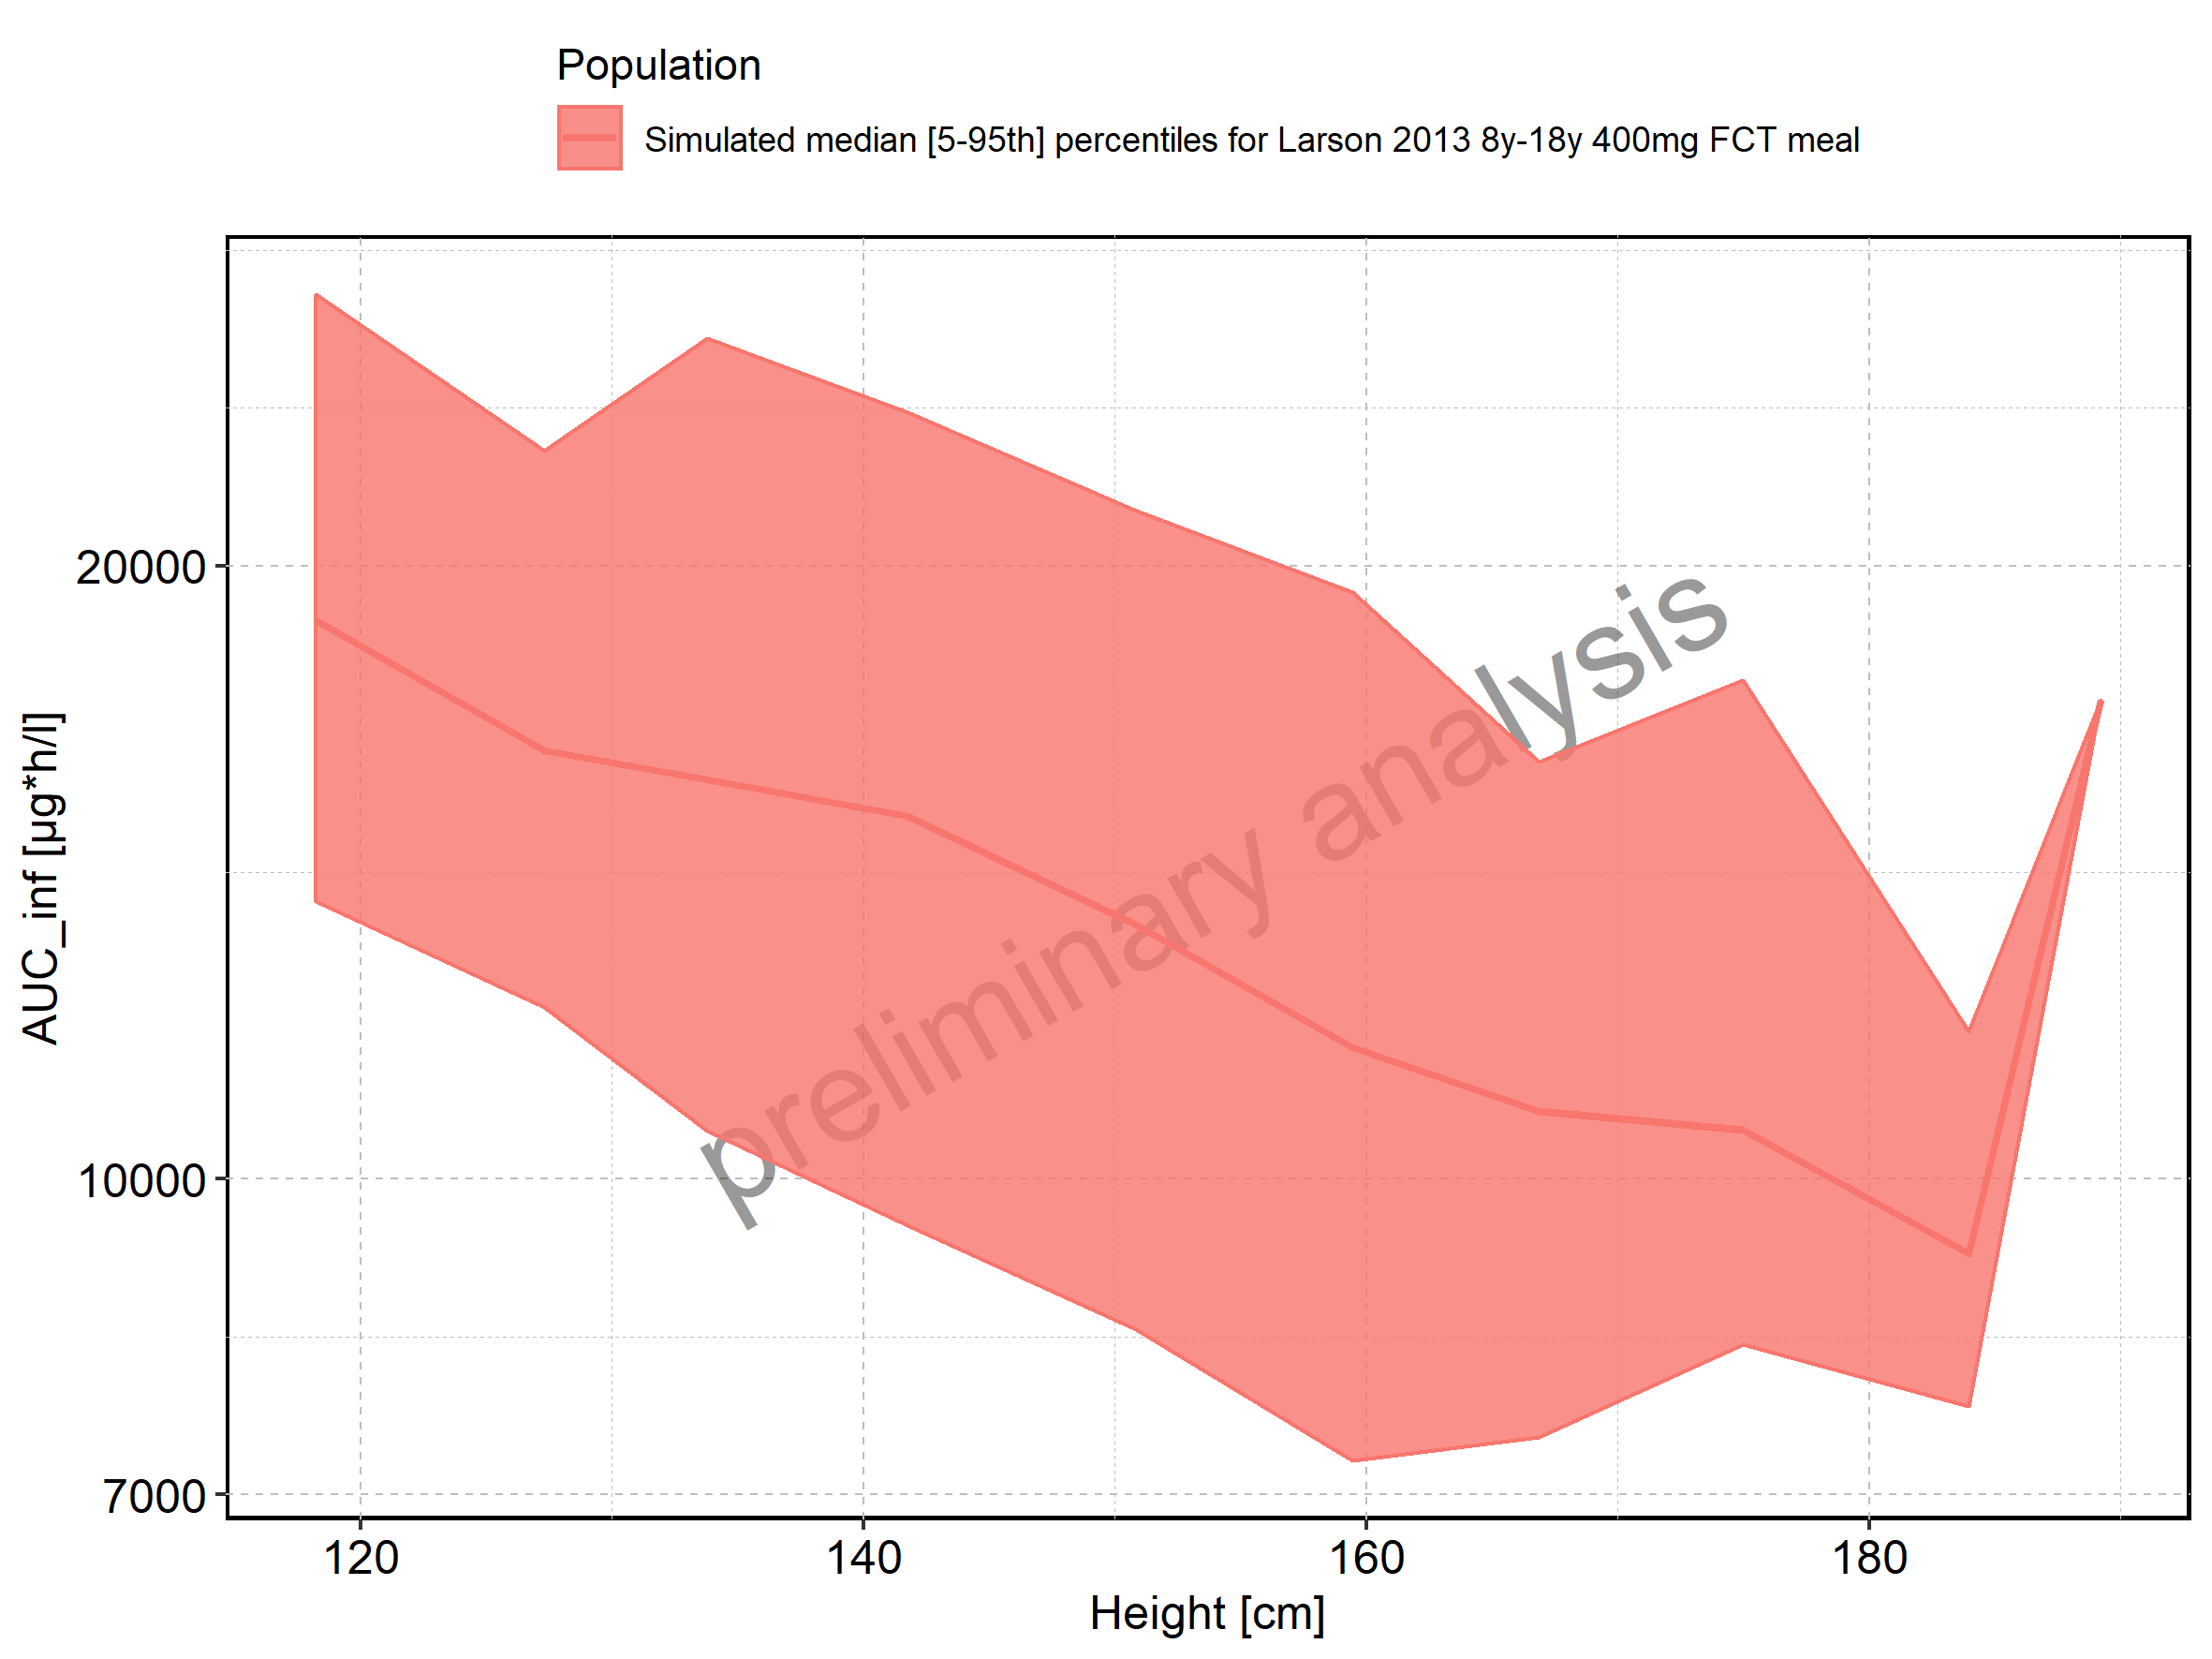 Population
Simulated median [5-95th] percentiles for Larson 2013 8y-18y 400mg FCT meal
AUC_inf [µg*h/l]
20000
10000
7000
preliminary analysis
120 140 160 180
Height [cm]